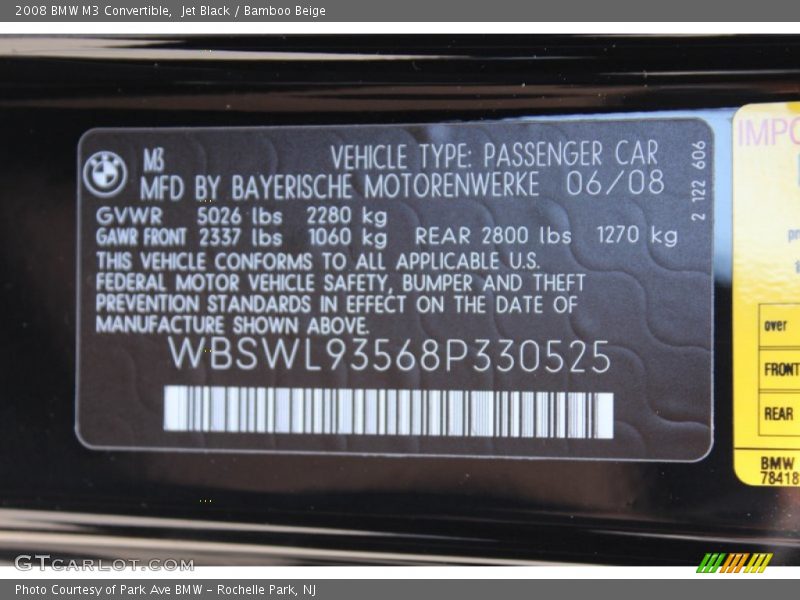 2008 BMW M3 Convertible, Jet Black / Bamboo Beige
M3 VEHICLE TYPE: PASSENGER CAR
MFD BY BAYERISCHE MOTORENWERKE 06/08
GVWR 5026 lbs 2280 kg
GAWR FRONT 2337 lbs 1060 kg REAR 2800 lbs 1270 kg
THIS VEHICLE CONFORMS TO ALL APPLICABLE U.S.
FEDERAL MOTOR VEHICLE SAFETY, BUMPER AND THEFT
PREVENTION STANDARDS IN EFFECT ON THE DATE OF
MANUFACTURE SHOWN ABOVE.
WBSWL93568P330525
2 122 606
IMPO
over
FRONT
REAR
BMW
78418
GTCARLOT.COM
Photo Courtesy of Park Ave BMW - Rochelle Park, NJ